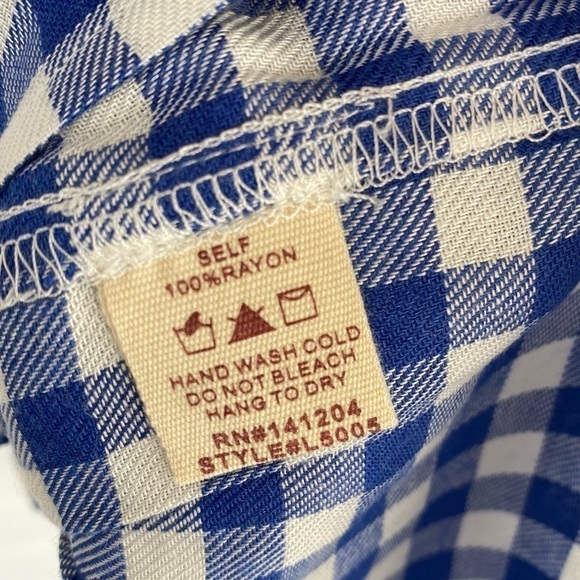 SELF
100%RAYON
HAND WASH COLD
DO NOT BLEACH
HANG TO DRY
RN#141204
STYLE#L5005